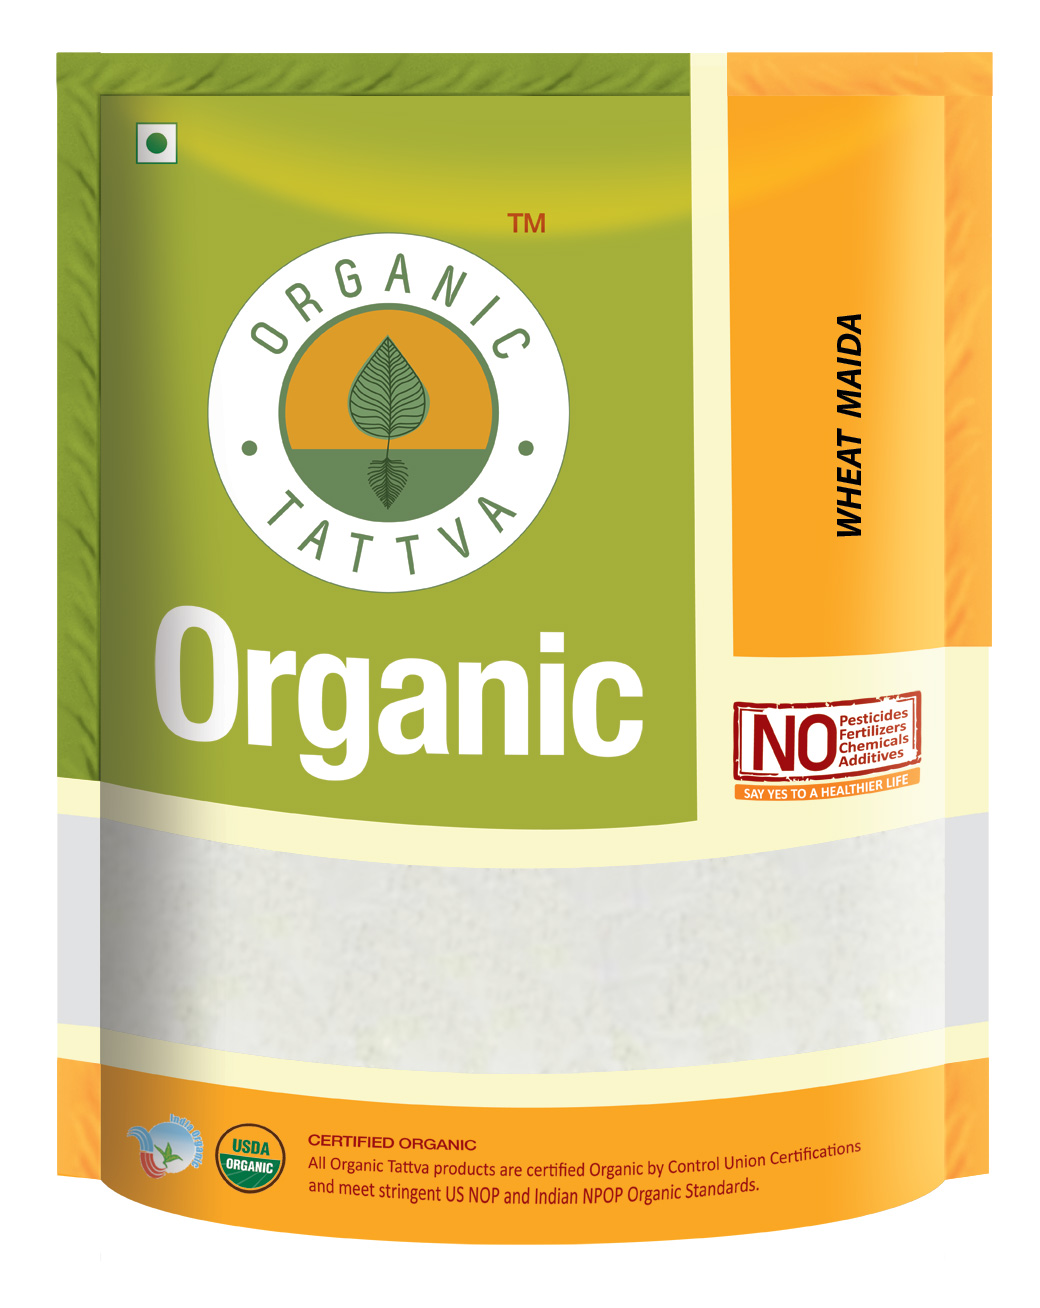 TM
ORGANIC
TATTVA
Organic
WHEAT MAIDA
NO
Pesticides
Fertilizers
Chemicals
Additives
SAY YES TO A HEALTHIER LIFE
India Organic
USDA
ORGANIC
CERTIFIED ORGANIC
All Organic Tattva products are certified Organic by Control Union Certifications
and meet stringent US NOP and Indian NPOP Organic Standards.